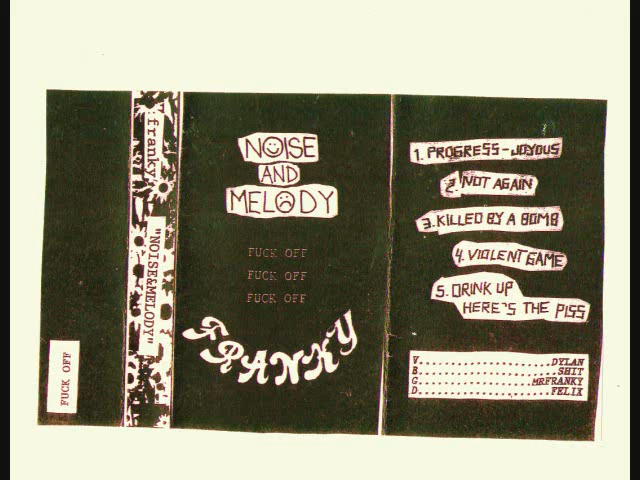 FUCK OFF
franky
"NOISE&MELODY"
NOISE
AND
MELODY
FUCK OFF
FUCK OFF
FUCK OFF
FRANKY
1. PROGRESS-JOYOUS
2. NOT AGAIN
3. KILLED BY A BOMB
4. VIOLENT GAME
5. DRINK UP
HERE'S THE PISS
V......................DYLAN
B.......................SHIT
G...................MRFRANKY
D......................FELIX